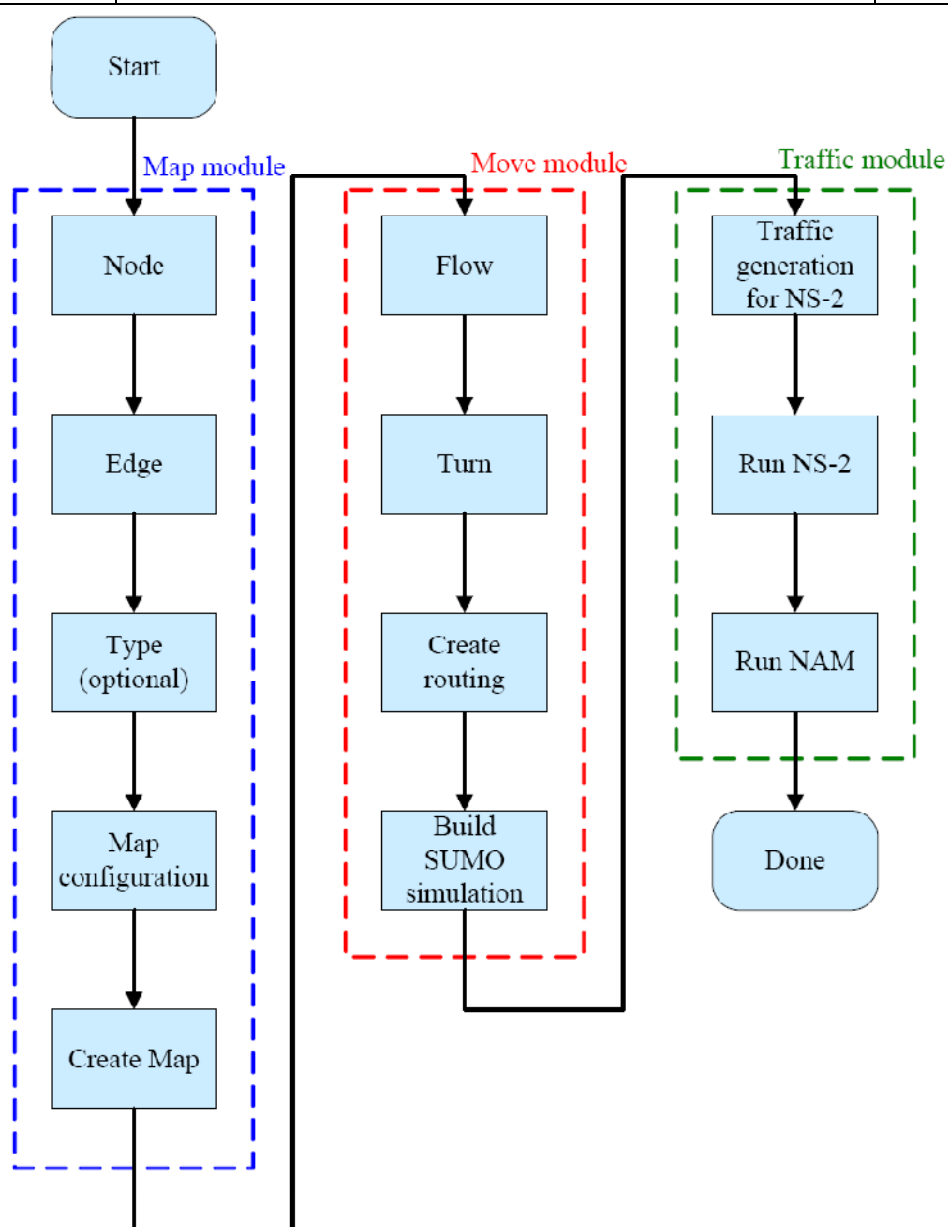 Start
Map module
Node
Edge
Type
(optional)
Map
configuration
Create Map
Move module
Flow
Turn
Create
routing
Build
SUMO
simulation
Traffic module
Traffic
generation
for NS-2
Run NS-2
Run NAM
Done